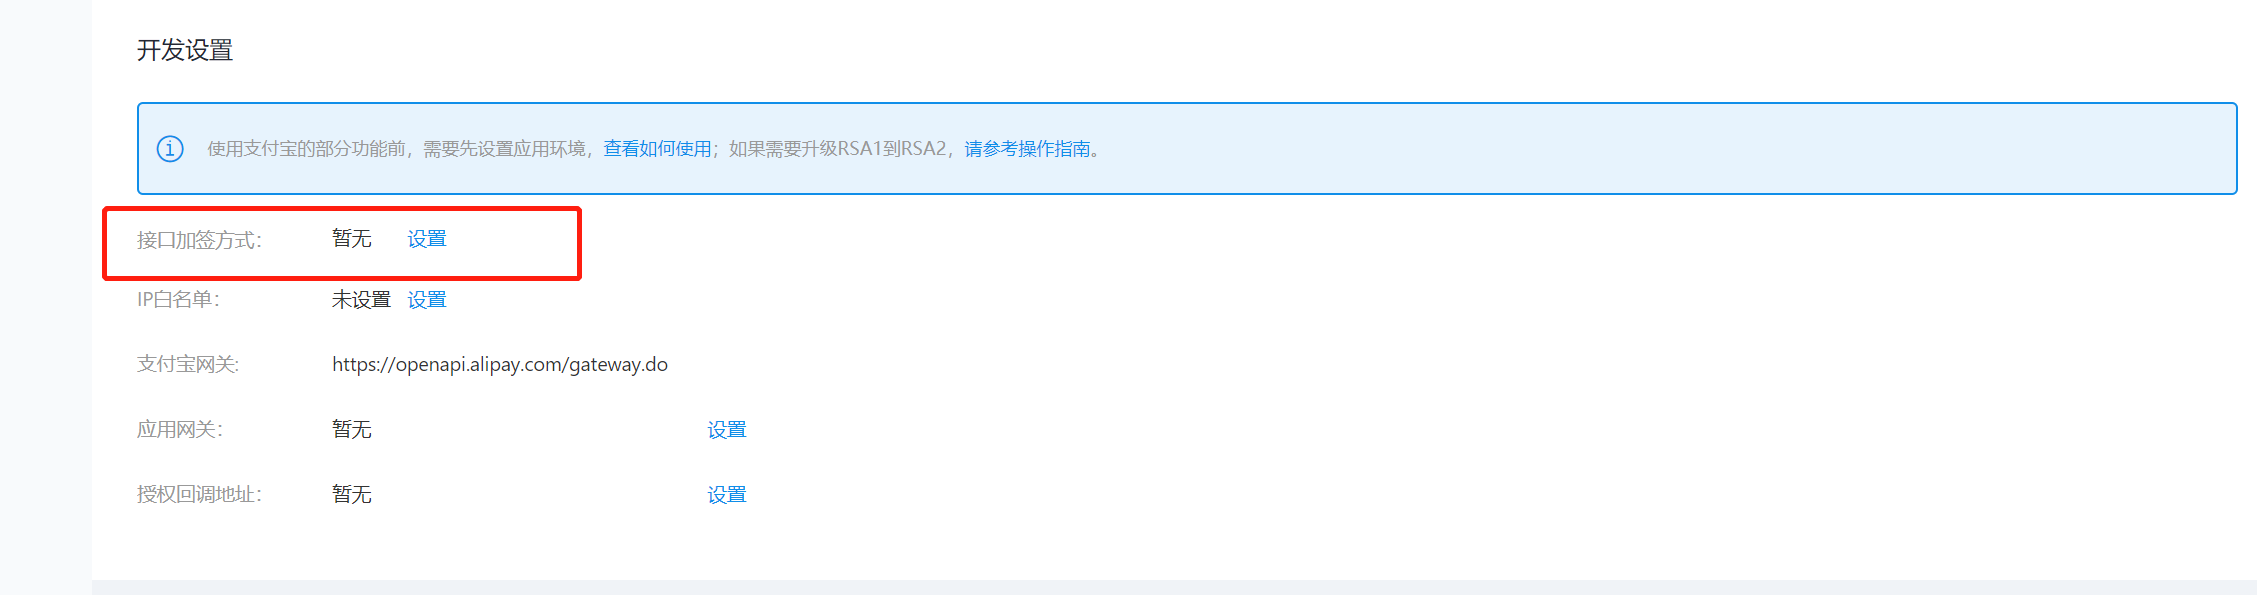 开发设置
使用支付宝的部分功能前，需要先设置应用环境，查看如何使用；如果需要升级RSA1到RSA2，请参考操作指南。
接口加签方式： 暂无 设置
IP白名单： 未设置 设置
支付宝网关: https://openapi.alipay.com/gateway.do
应用网关： 暂无 设置
授权回调地址： 暂无 设置